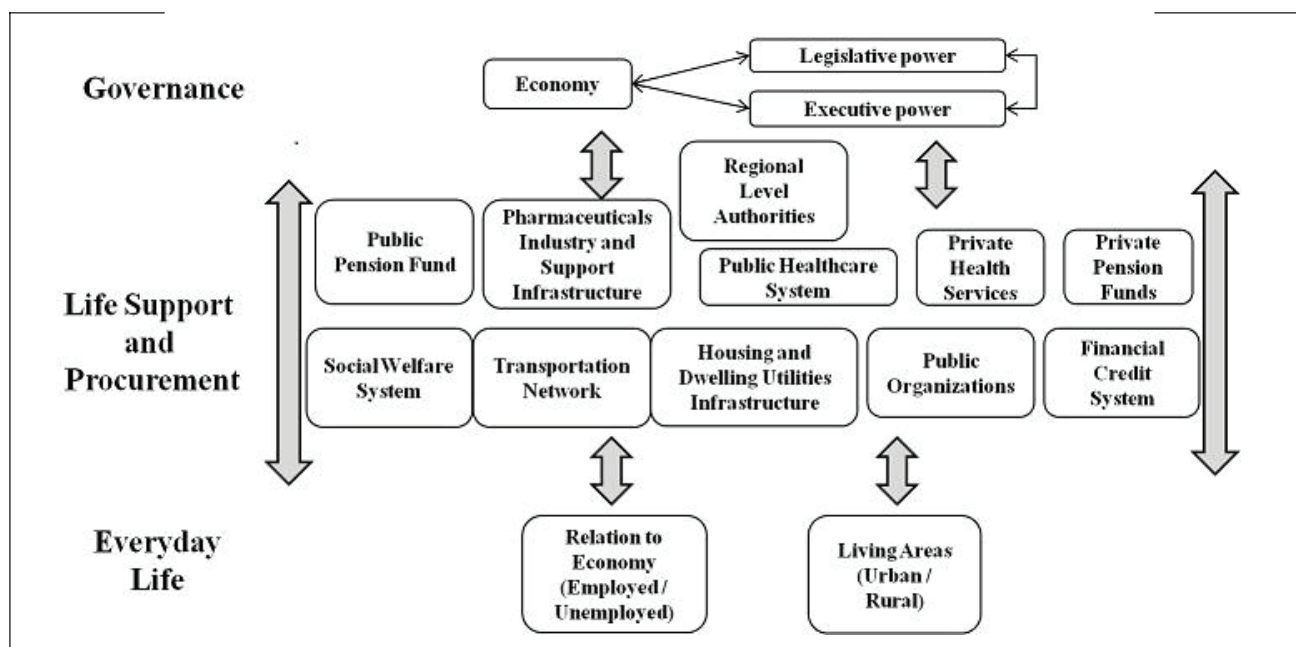 Governance
Economy
Legislative power
Executive power
Regional
Level
Authorities
Life Support
and
Procurement
Public
Pension Fund
Pharmaceuticals
Industry and
Support
Infrastructure
Public Healthcare
System
Private
Health
Services
Private
Pension
Funds
Social Welfare
System
Transportation
Network
Housing and
Dwelling Utilities
Infrastructure
Public
Organizations
Financial
Credit
System
Everyday
Life
Relation to
Economy
(Employed /
Unemployed)
Living Areas
(Urban /
Rural)